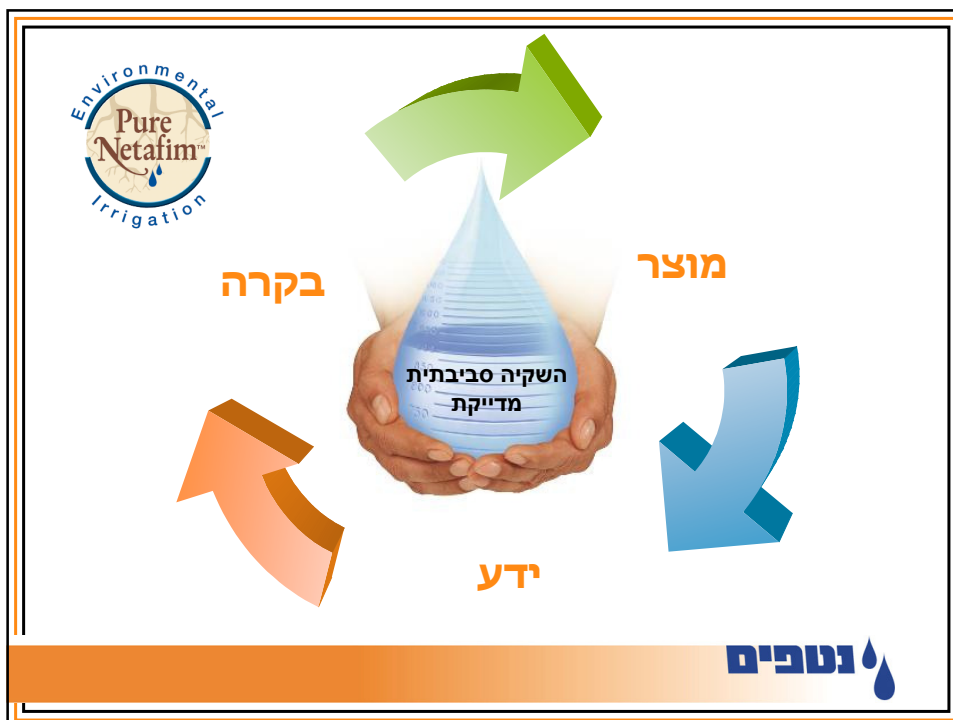 Environmental
Pure
Netafim™
Irrigation
מוצר
בקרה
השקיה סביבתית
מדייקת
ידע
נטפים